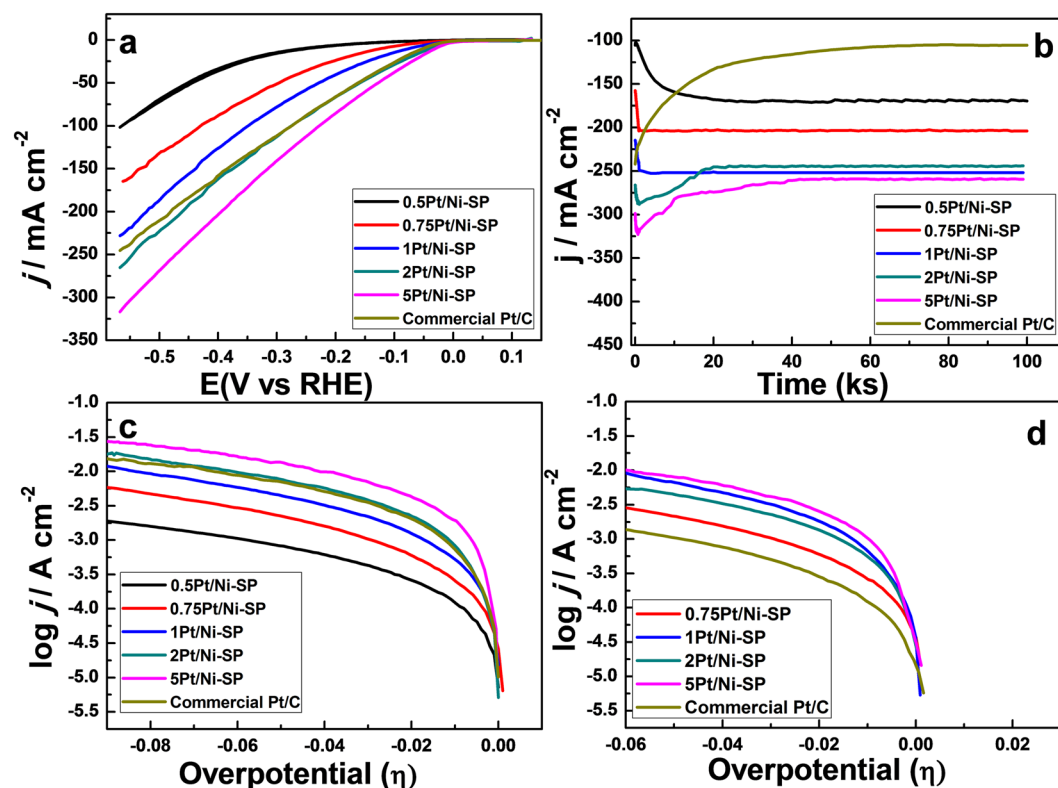 a
0
-50
-100
-150
-200
-250
-300
-350
j / mA cm-2
-0.5 -0.4 -0.3 -0.2 -0.1 0.0 0.1
E(V vs RHE)
0.5Pt/Ni-SP
0.75Pt/Ni-SP
1Pt/Ni-SP
2Pt/Ni-SP
5Pt/Ni-SP
Commercial Pt/C
b
-100
-150
-200
-250
-300
-350
-400
-450
j / mA cm-2
0 20 40 60 80 100
Time (ks)
0.5Pt/Ni-SP
0.75Pt/Ni-SP
1Pt/Ni-SP
2Pt/Ni-SP
5Pt/Ni-SP
Commercial Pt/C
c
-1.0
-1.5
-2.0
-2.5
-3.0
-3.5
-4.0
-4.5
-5.0
-5.5
log j / A cm-2
-0.08 -0.06 -0.04 -0.02 0.00
Overpotential (η)
0.5Pt/Ni-SP
0.75Pt/Ni-SP
1Pt/Ni-SP
2Pt/Ni-SP
5Pt/Ni-SP
Commercial Pt/C
d
-1.0
-1.5
-2.0
-2.5
-3.0
-3.5
-4.0
-4.5
-5.0
-5.5
log j / A cm-2
-0.06 -0.04 -0.02 0.00 0.02
Overpotential (η)
0.75Pt/Ni-SP
1Pt/Ni-SP
2Pt/Ni-SP
5Pt/Ni-SP
Commercial Pt/C